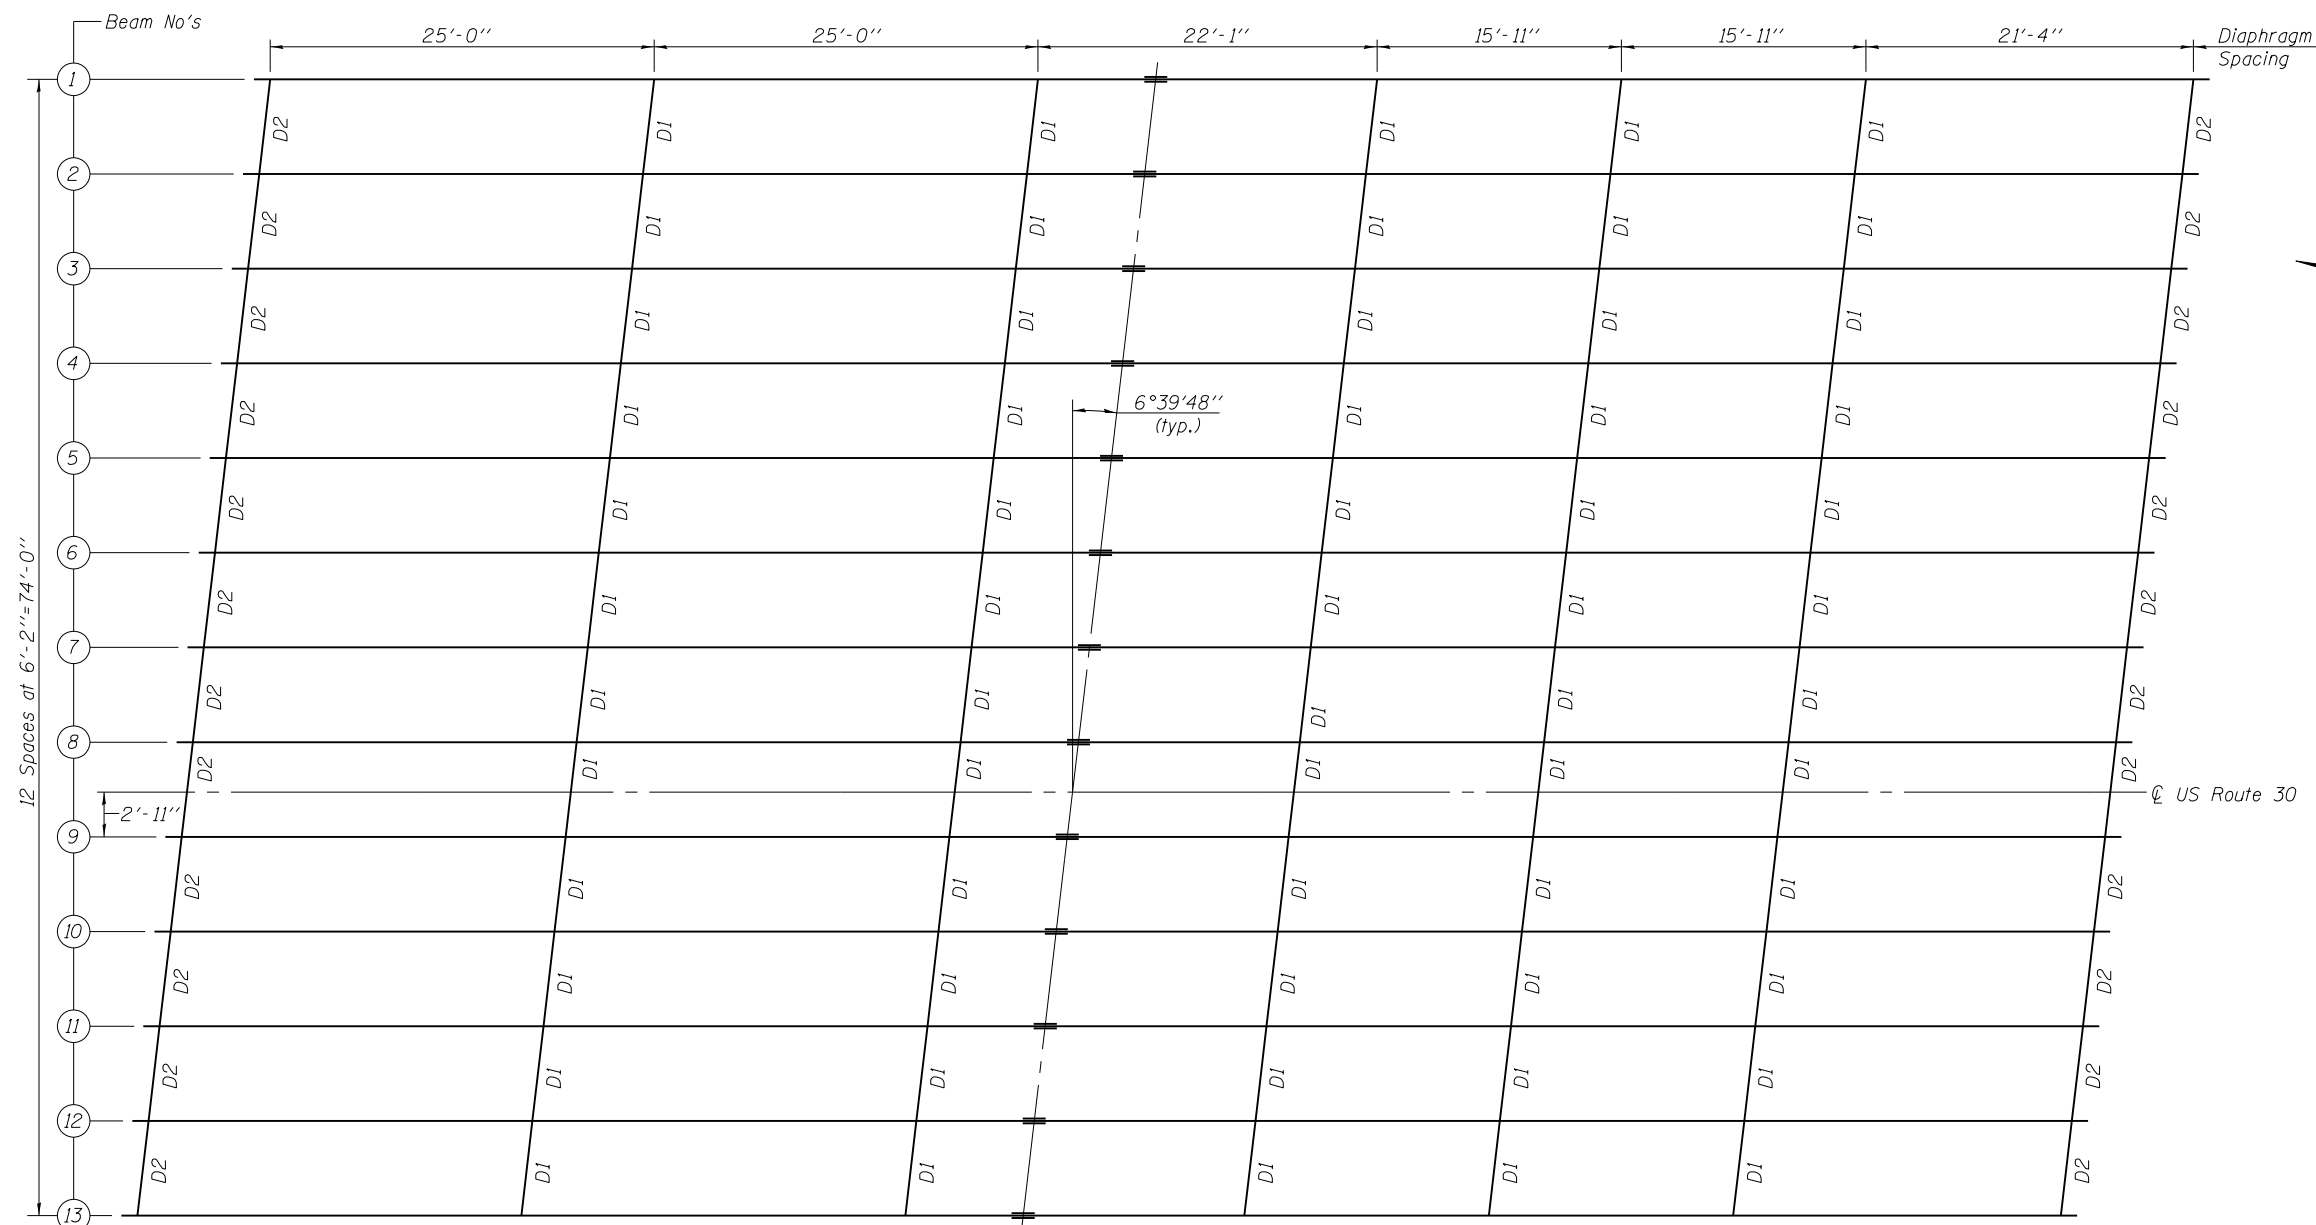 Beam No's
25'-0" 25'-0" 22'-1" 15'-11" 15'-11" 21'-4" Diaphragm
Spacing
1
D2 D1 D1 D1 D1 D1 D2
2
D2 D1 D1 D1 D1 D1 D2
3
D2 D1 D1 D1 D1 D1 D2
4
6°39'48"
(typ.)
D2 D1 D1 D1 D1 D1 D2
5
D2 D1 D1 D1 D1 D1 D2
6
12 Spaces at 6'-2"=74'-0"
D2 D1 D1 D1 D1 D1 D2
7
D2 D1 D1 D1 D1 D1 D2
8
D2 D1 D1 D1 D1 D1 D2
℄ US Route 30
2'-11"
9
D2 D1 D1 D1 D1 D1 D2
10
D2 D1 D1 D1 D1 D1 D2
11
D2 D1 D1 D1 D1 D1 D2
12
D2 D1 D1 D1 D1 D1 D2
13